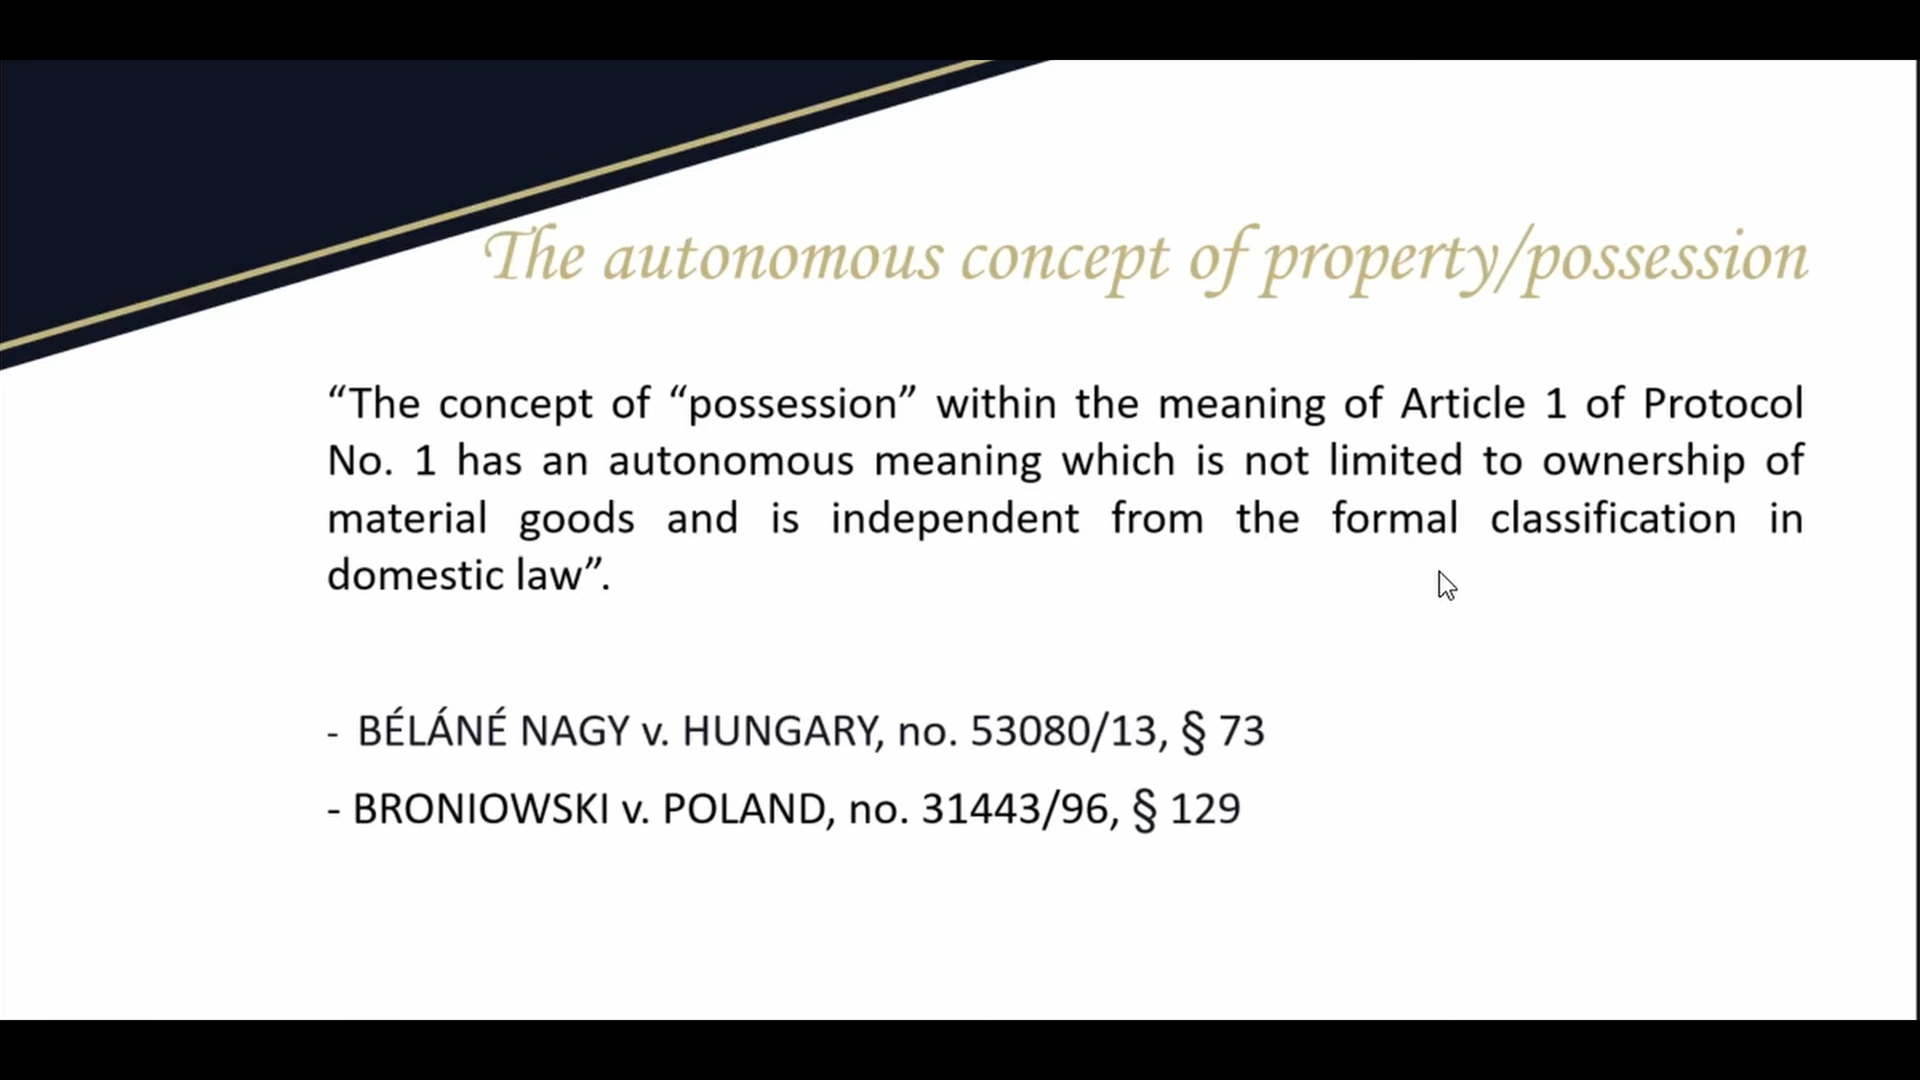 The autonomous concept of property/possession
“The concept of “possession” within the meaning of Article 1 of Protocol
No. 1 has an autonomous meaning which is not limited to ownership of
material goods and is independent from the formal classification in
domestic law”.
- BÉLÁNÉ NAGY v. HUNGARY, no. 53080/13, § 73
- BRONIOWSKI v. POLAND, no. 31443/96, § 129